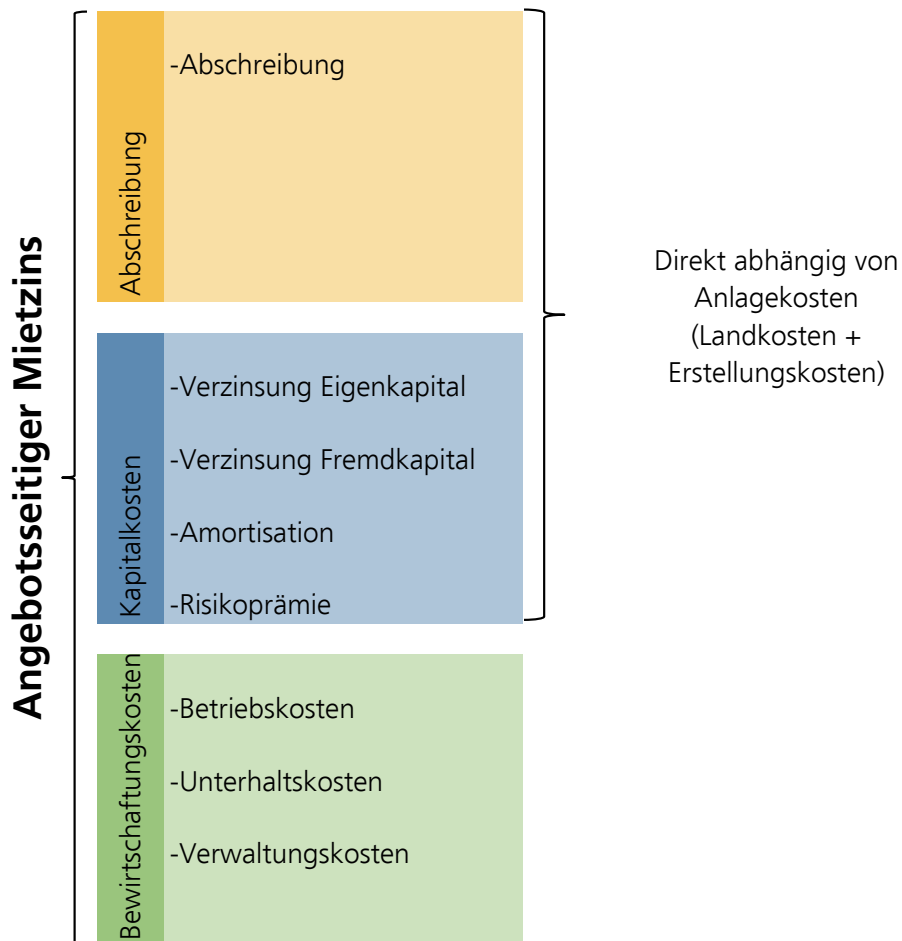 Angebotsseitiger Mietzins
Abschreibung
-Abschreibung
Kapitalkosten
-Verzinsung Eigenkapital
-Verzinsung Fremdkapital
-Amortisation
-Risikoprämie
Bewirtschaftungskosten
-Betriebskosten
-Unterhaltskosten
-Verwaltungskosten
Direkt abhängig von
Anlagekosten
(Landkosten +
Erstellungskosten)